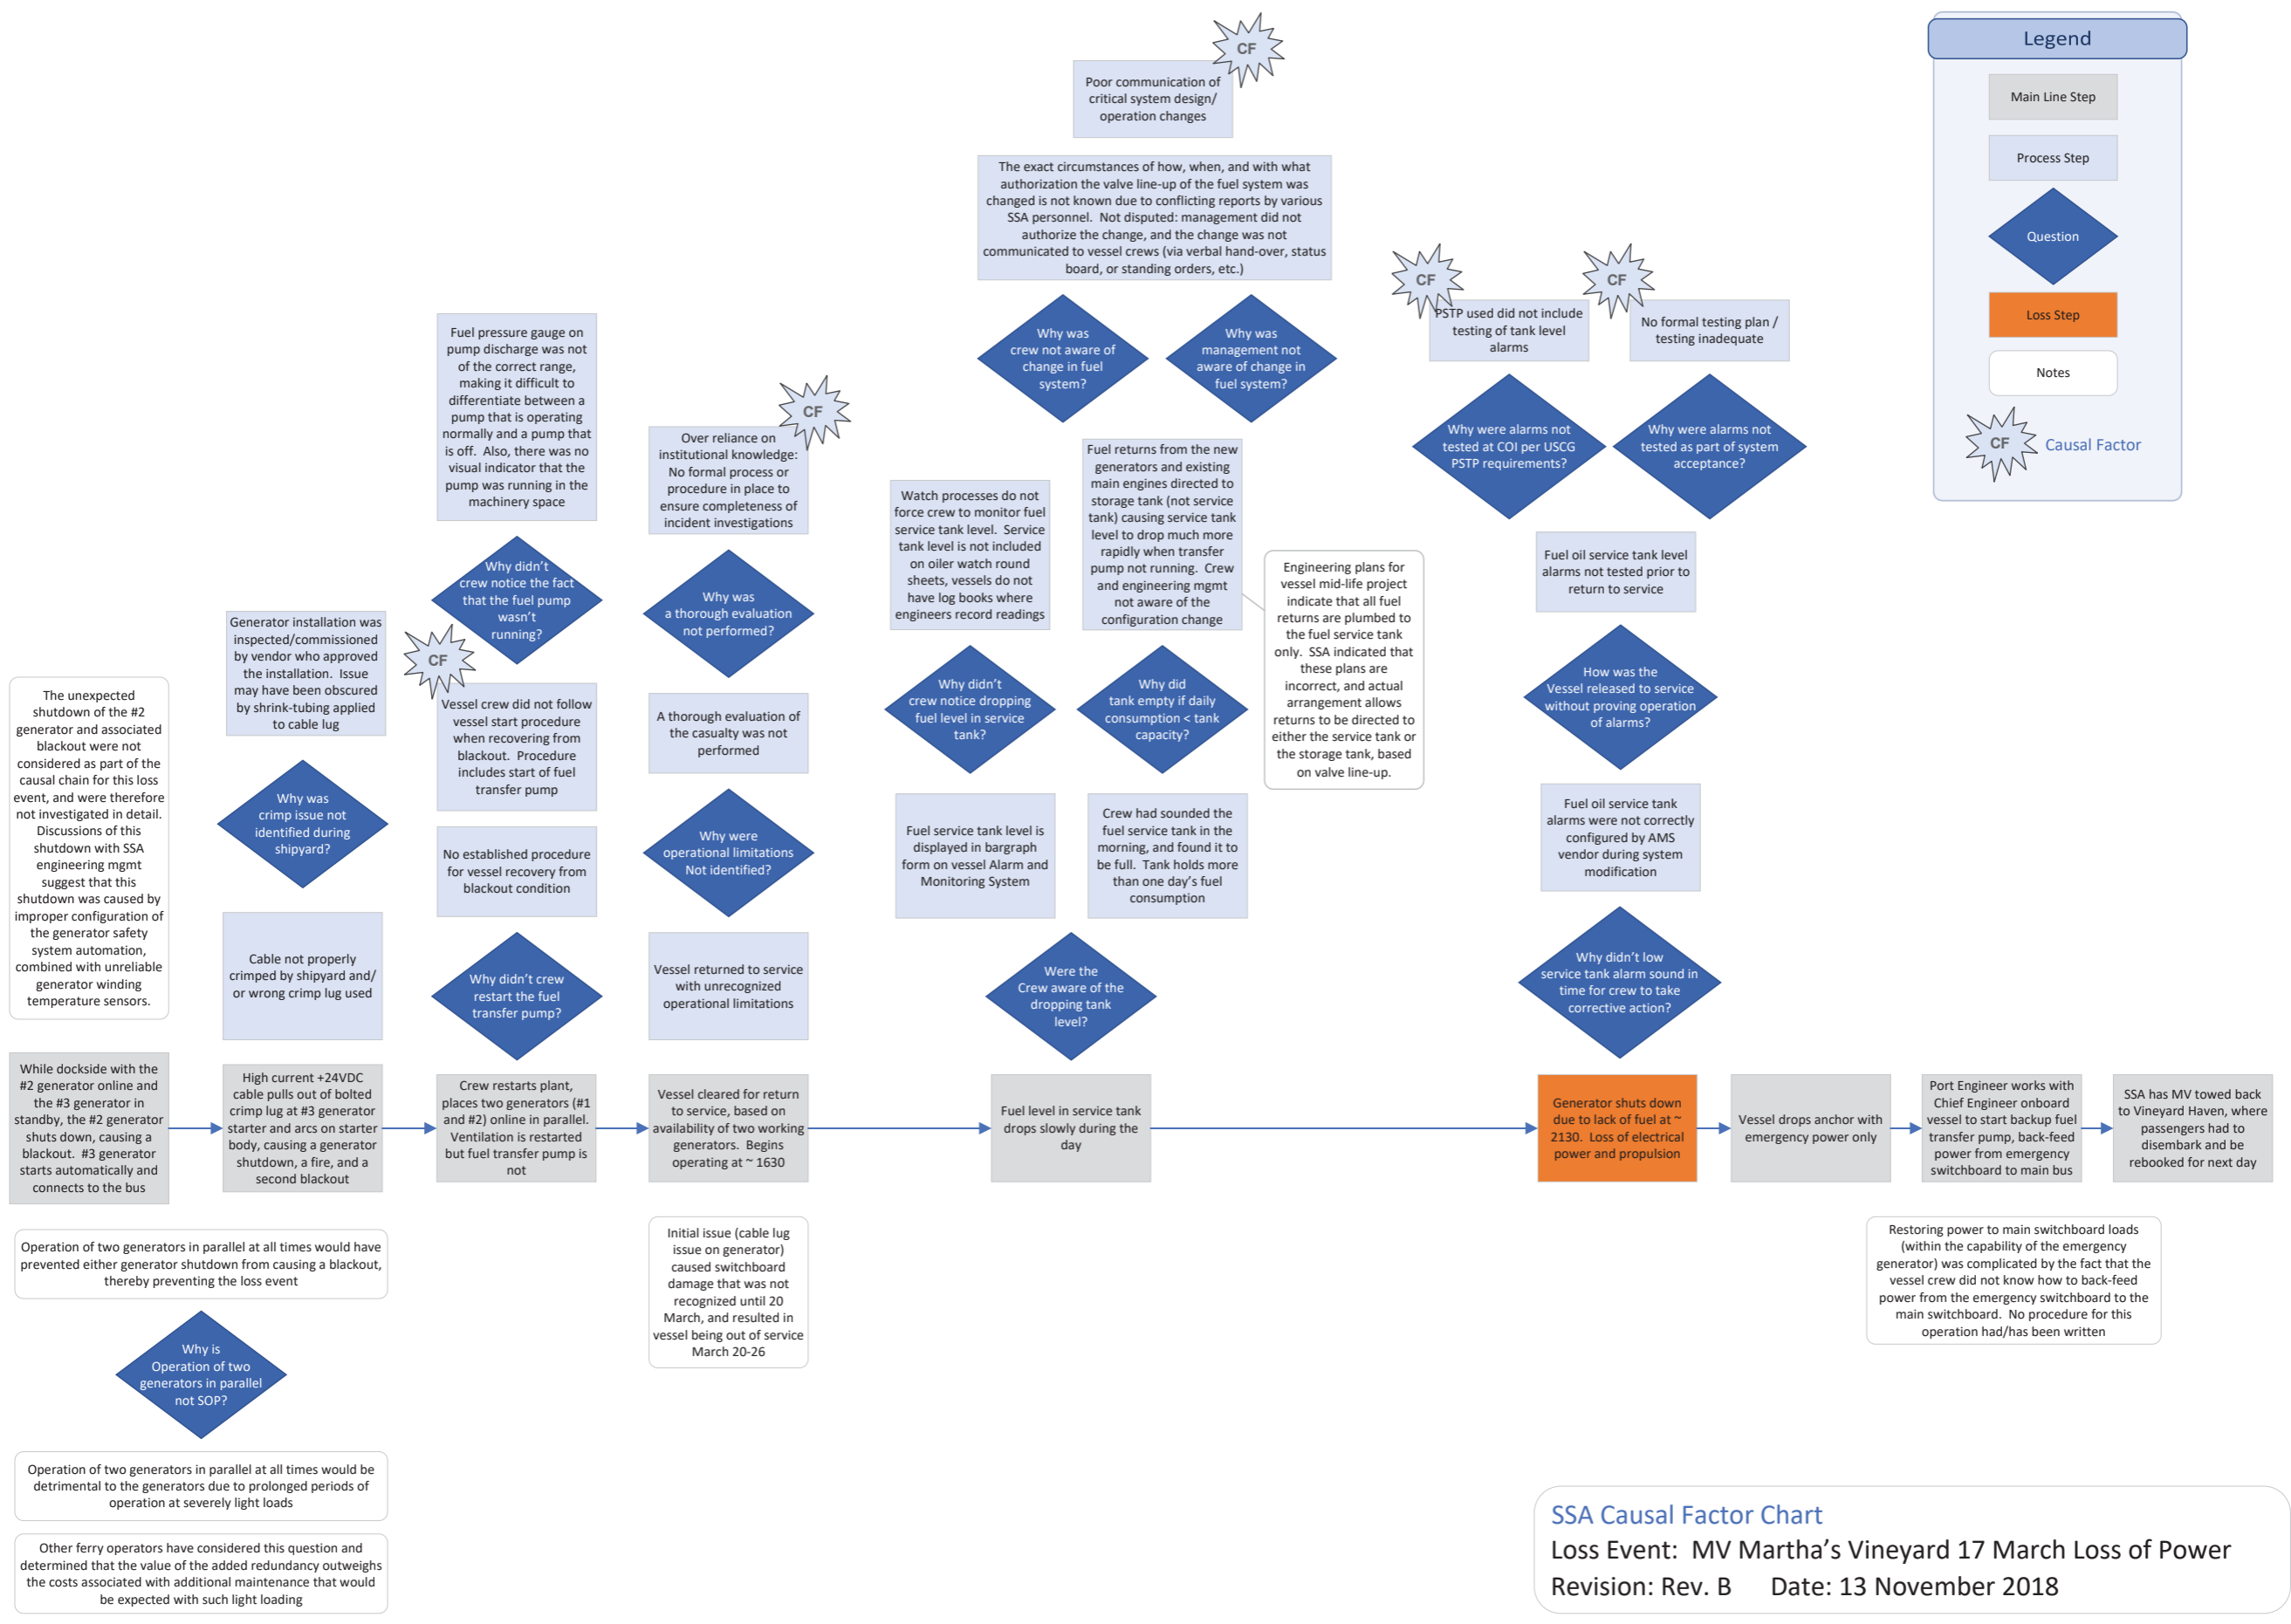 CF
Poor communication of
critical system design/
operation changes
The exact circumstances of how, when, and with what
authorization the valve line-up of the fuel system was
changed is not known due to conflicting reports by various
SSA personnel.  Not disputed: management did not
authorize the change, and the change was not
communicated to vessel crews (via verbal hand-over, status
board, or standing orders, etc.)
Why was
crew not aware of
change in fuel
system?
Why was
management not
aware of change in
fuel system?
Legend
Main Line Step
Process Step
Question
Loss Step
Notes
CF
Causal Factor
CF
PSTP used did not include
testing of tank level
alarms
CF
No formal testing plan /
testing inadequate
Why were alarms not
tested at COI per USCG
PSTP requirements?
Why were alarms not
tested as part of system
acceptance?
Fuel oil service tank level
alarms not tested prior to
return to service
How was the
Vessel released to service
without proving operation
of alarms?
Fuel oil service tank
alarms were not correctly
configured by AMS
vendor during system
modification
Why didn't low
service tank alarm sound in
time for crew to take
corrective action?
Fuel pressure gauge on
pump discharge was not
of the correct range,
making it difficult to
differentiate between a
pump that is operating
normally and a pump that
is off.  Also, there was no
visual indicator that the
pump was running in the
machinery space
Why didn't
crew notice the fact
that the fuel pump
wasn't
running?
CF
Vessel crew did not follow
vessel start procedure
when recovering from
blackout.  Procedure
includes start of fuel
transfer pump
No established procedure
for vessel recovery from
blackout condition
Why didn't crew
restart the fuel
transfer pump?
CF
Over reliance on
institutional knowledge:
No formal process or
procedure in place to
ensure completeness of
incident investigations
Why was
a thorough evaluation
not performed?
A thorough evaluation of
the casualty was not
performed
Why were
operational limitations
Not identified?
Vessel returned to service
with unrecognized
operational limitations
Watch processes do not
force crew to monitor fuel
service tank level.  Service
tank level is not included
on oiler watch round
sheets, vessels do not
have log books where
engineers record readings
Why didn't
crew notice dropping
fuel level in service
tank?
Fuel service tank level is
displayed in bargraph
form on vessel Alarm and
Monitoring System
Fuel returns from the new
generators and existing
main engines directed to
storage tank (not service
tank) causing service tank
level to drop much more
rapidly when transfer
pump not running.  Crew
and engineering mgmt
not aware of the
configuration change
Why did
tank empty if daily
consumption < tank
capacity?
Crew had sounded the
fuel service tank in the
morning, and found it to
be full.  Tank holds more
than one day's fuel
consumption
Engineering plans for
vessel mid-life project
indicate that all fuel
returns are plumbed to
the fuel service tank
only.  SSA indicated that
these plans are
incorrect, and actual
arrangement allows
returns to be directed to
either the service tank or
the storage tank, based
on valve line-up.
Were the
Crew aware of the
dropping tank
level?
Generator installation was
inspected/commissioned
by vendor who approved
the installation.  Issue
may have been obscured
by shrink-tubing applied
to cable lug
Why was
crimp issue not
identified during
shipyard?
Cable not properly
crimped by shipyard and/
or wrong crimp lug used
The unexpected
shutdown of the #2
generator and associated
blackout were not
considered as part of the
causal chain for this loss
event, and were therefore
not investigated in detail.
Discussions of this
shutdown with SSA
engineering mgmt
suggest that this
shutdown was caused by
improper configuration of
the generator safety
system automation,
combined with unreliable
generator winding
temperature sensors.
While dockside with the
#2 generator online and
the #3 generator in
standby, the #2 generator
shuts down, causing a
blackout.  #3 generator
starts automatically and
connects to the bus
High current +24VDC
cable pulls out of bolted
crimp lug at #3 generator
starter and arcs on starter
body, causing a generator
shutdown, a fire, and a
second blackout
Crew restarts plant,
places two generators (#1
and #2) online in parallel.
Ventilation is restarted
but fuel transfer pump is
not
Vessel cleared for return
to service, based on
availability of two working
generators.  Begins
operating at ~ 1630
Fuel level in service tank
drops slowly during the
day
Generator shuts down
due to lack of fuel at ~
2130.  Loss of electrical
power and propulsion
Vessel drops anchor with
emergency power only
Port Engineer works with
Chief Engineer onboard
vessel to start backup fuel
transfer pump, back-feed
power from emergency
switchboard to main bus
SSA has MV towed back
to Vineyard Haven, where
passengers had to
disembark and be
rebooked for next day
Operation of two generators in parallel at all times would have
prevented either generator shutdown from causing a blackout,
thereby preventing the loss event
Why is
Operation of two
generators in parallel
not SOP?
Operation of two generators in parallel at all times would be
detrimental to the generators due to prolonged periods of
operation at severely light loads
Other ferry operators have considered this question and
determined that the value of the added redundancy outweighs
the costs associated with additional maintenance that would
be expected with such light loading
Initial issue (cable lug
issue on generator)
caused switchboard
damage that was not
recognized until 20
March, and resulted in
vessel being out of service
March 20-26
Restoring power to main switchboard loads
(within the capability of the emergency
generator) was complicated by the fact that the
vessel crew did not know how to back-feed
power from the emergency switchboard to the
main switchboard.  No procedure for this
operation had/has been written
SSA Causal Factor Chart
Loss Event:  MV Martha's Vineyard 17 March Loss of Power
Revision: Rev. B     Date: 13 November 2018